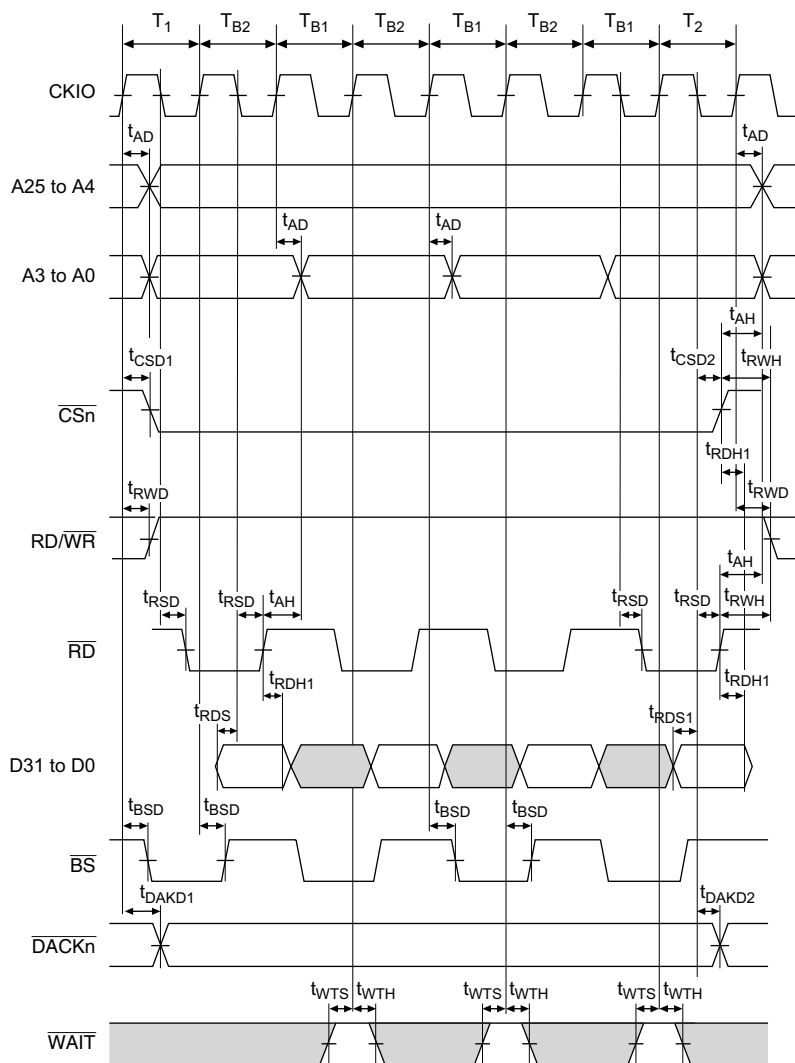 T1 TB2 TB1 TB2 TB1 TB2 TB1 T2
CKIO
tAD tAD
A25 to A4
tAD tAD
A3 to A0
tAH
tCSD1 tCSD2 tRWH
CSn
tRDH1
tRWD tRWD
RD/WR
tAH
tRSD tRSD tAH tRSD tRSD tRWH
RD
tRDH1 tRDH1
tRDS tRDS1
D31 to D0
tBSD tBSD tBSD tBSD
BS
tDAKD1 tDAKD2
DACKn
tWTS tWTH tWTS tWTH tWTS tWTH
WAIT